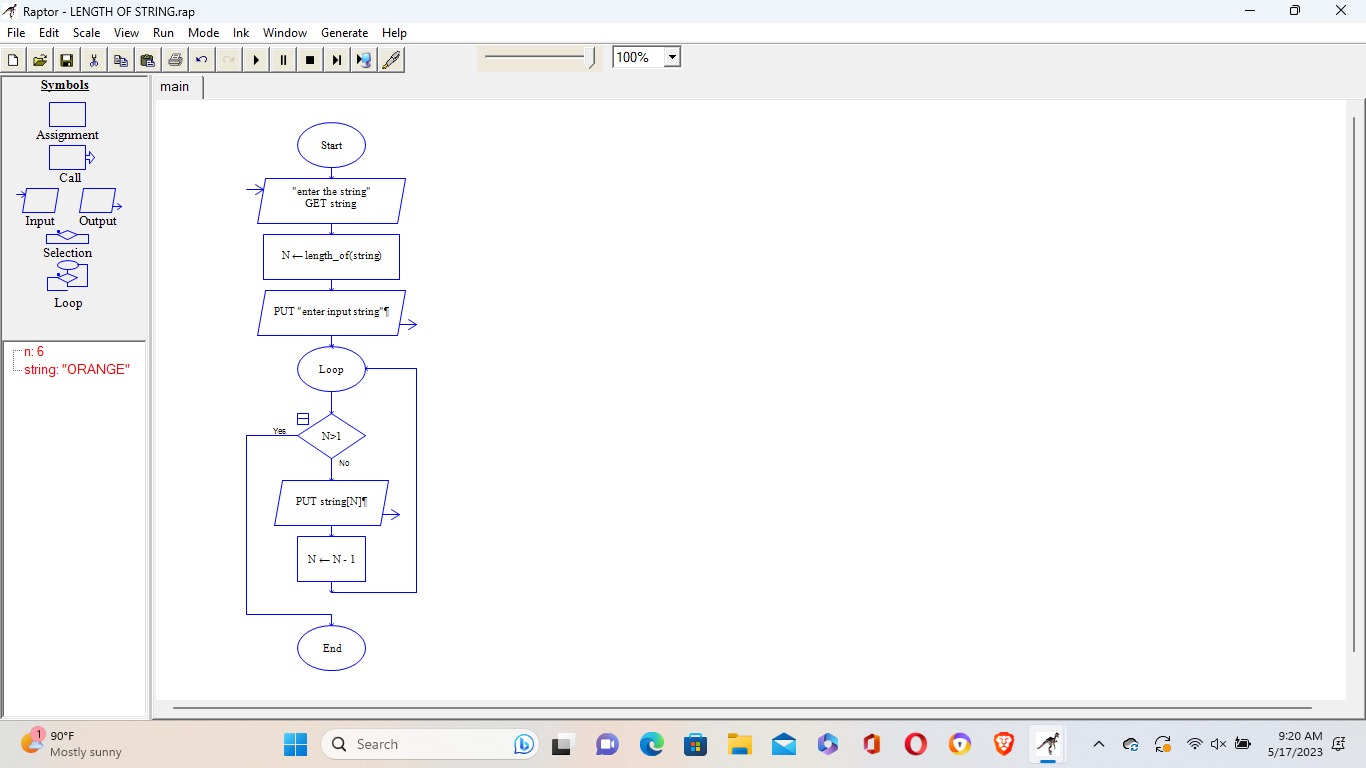 Raptor - LENGTH OF STRING.rap
File Edit Scale View Run Mode Ink Window Generate Help
100%
Symbols
Assignment
Call
Input Output
Selection
Loop
n: 6
string: "ORANGE"
main
Start
"enter the string"
GET string
N ← length_of(string)
PUT "enter input string"¶
Loop
Yes
N>1
No
PUT string[N]¶
N ← N - 1
End
1
90°F
Mostly sunny
Search
9:20 AM
5/17/2023